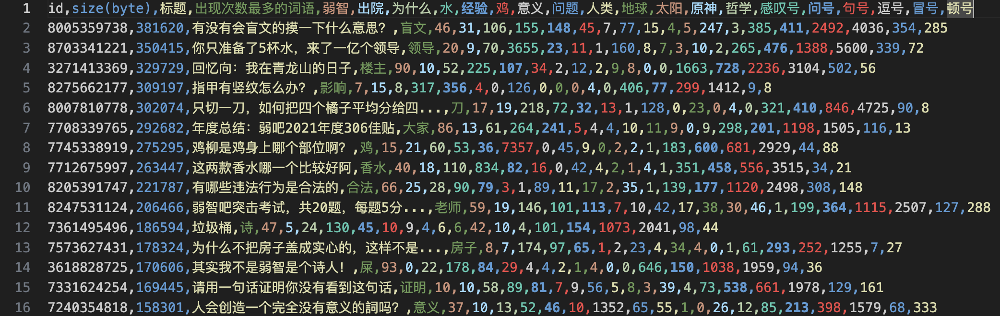 1 id,size(byte),标题,出现次数最多的词语,弱智,出院,为什么,水,经验,鸡,意义,问题,人类,地球,太阳,原神,哲学,感叹号,问号,句号,逗号,冒号,顿号
2 8005359738,381620,有没有会盲文的摸一下什么意思？,盲文,46,31,106,155,148,45,7,77,15,4,5,247,3,385,411,2492,4036,354,285
3 8703341221,350415,你只准备了5杯水，来了一亿个领导,领导,20,9,70,3655,23,11,1,160,8,7,3,10,2,265,476,1388,5600,339,72
4 3271413369,329729,回忆向：我在青龙山的日子,楼主,90,10,52,225,107,34,2,12,2,9,8,0,0,1663,728,2236,3104,502,56
5 8275662177,309197,指甲有竖纹怎么办？,影响,7,15,8,317,356,4,0,126,0,0,0,4,0,406,77,299,1412,9,8
6 8007810778,302074,只切一刀，如何把四个橘子平均分给四...,刀,17,19,218,72,32,13,1,128,0,23,0,4,0,321,410,846,4725,90,8
7 7708339765,292682,年度总结：弱吧2021年度306佳贴,大家,86,13,61,264,241,5,4,4,10,11,9,0,9,298,201,1198,1505,116,13
8 7745338919,275295,鸡柳是鸡身上哪个部位啊？,鸡,15,21,60,53,36,7357,0,45,9,0,2,2,1,183,600,681,2929,44,88
9 7712675997,263447,这两款香水哪一个比较好阿,香水,40,18,110,834,82,16,0,42,4,2,1,4,1,351,458,556,3515,34,21
10 8205391747,221787,有哪些违法行为是合法的,合法,66,25,28,90,79,3,1,89,11,17,2,35,1,139,177,1120,2498,308,148
11 8247531124,206466,弱智吧突击考试，共20题，每题5分...,老师,59,19,146,101,113,7,10,42,17,38,30,46,1,199,364,1115,2507,127,288
12 7361495496,186594,垃圾桶,诗,47,5,24,130,45,10,9,4,6,6,42,10,4,101,154,1073,2041,98,44
13 7573627431,178324,为什么不把房子盖成实心的，这样不是...,房子,8,7,174,97,65,1,2,23,4,34,4,0,1,61,293,252,1255,7,27
14 3618828725,170606,其实我不是弱智是个诗人！,屎,93,0,22,178,84,29,4,4,2,1,4,0,0,646,150,1038,1959,94,36
15 7331624254,169445,请用一句话证明你没有看到这句话,证明,10,10,58,89,81,7,9,56,5,8,3,39,4,73,538,661,1978,129,161
16 7240354818,158301,人会创造一个完全没有意义的詞吗？,意义,37,10,13,52,46,10,1352,65,55,1,0,26,12,85,213,398,1579,68,333